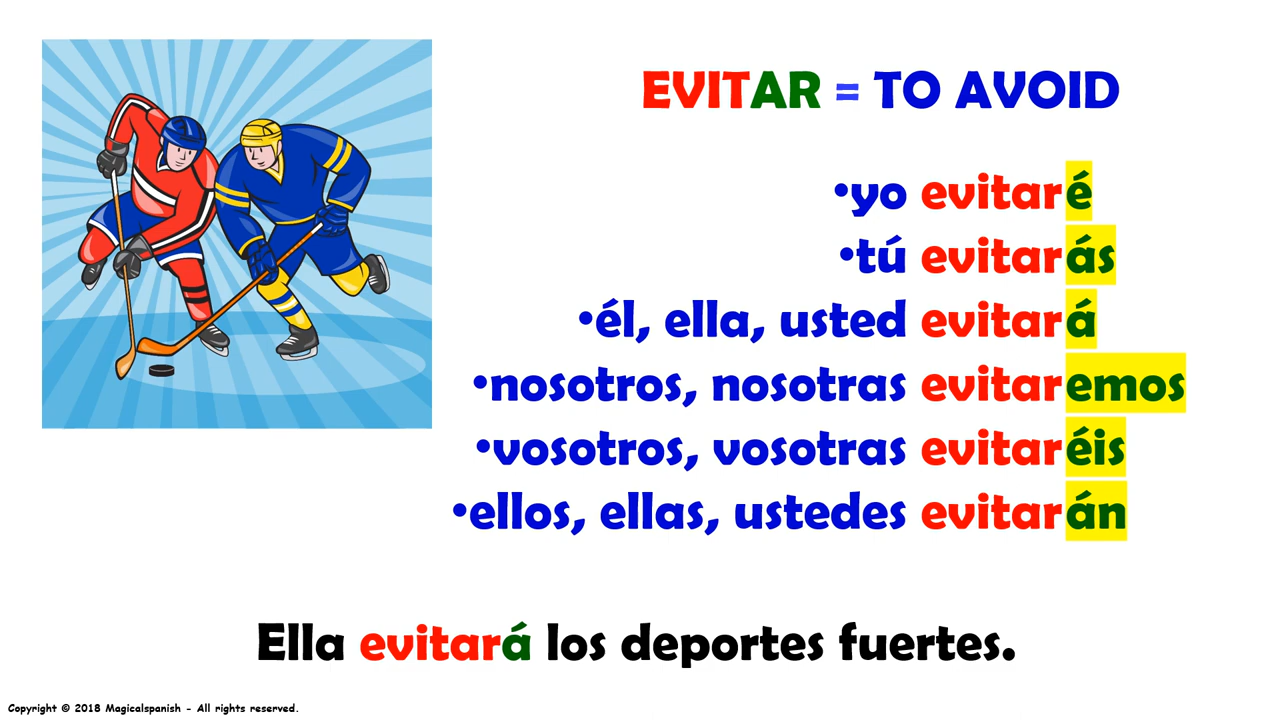 EVITAR = TO AVOID
•yo evitaré
•tú evitarás
•él, ella, usted evitará
•nosotros, nosotras evitaremos
•vosotros, vosotras evitaréis
•ellos, ellas, ustedes evitarán
Ella evitará los deportes fuertes.
Copyright © 2018 Magicalspanish - All rights reserved.